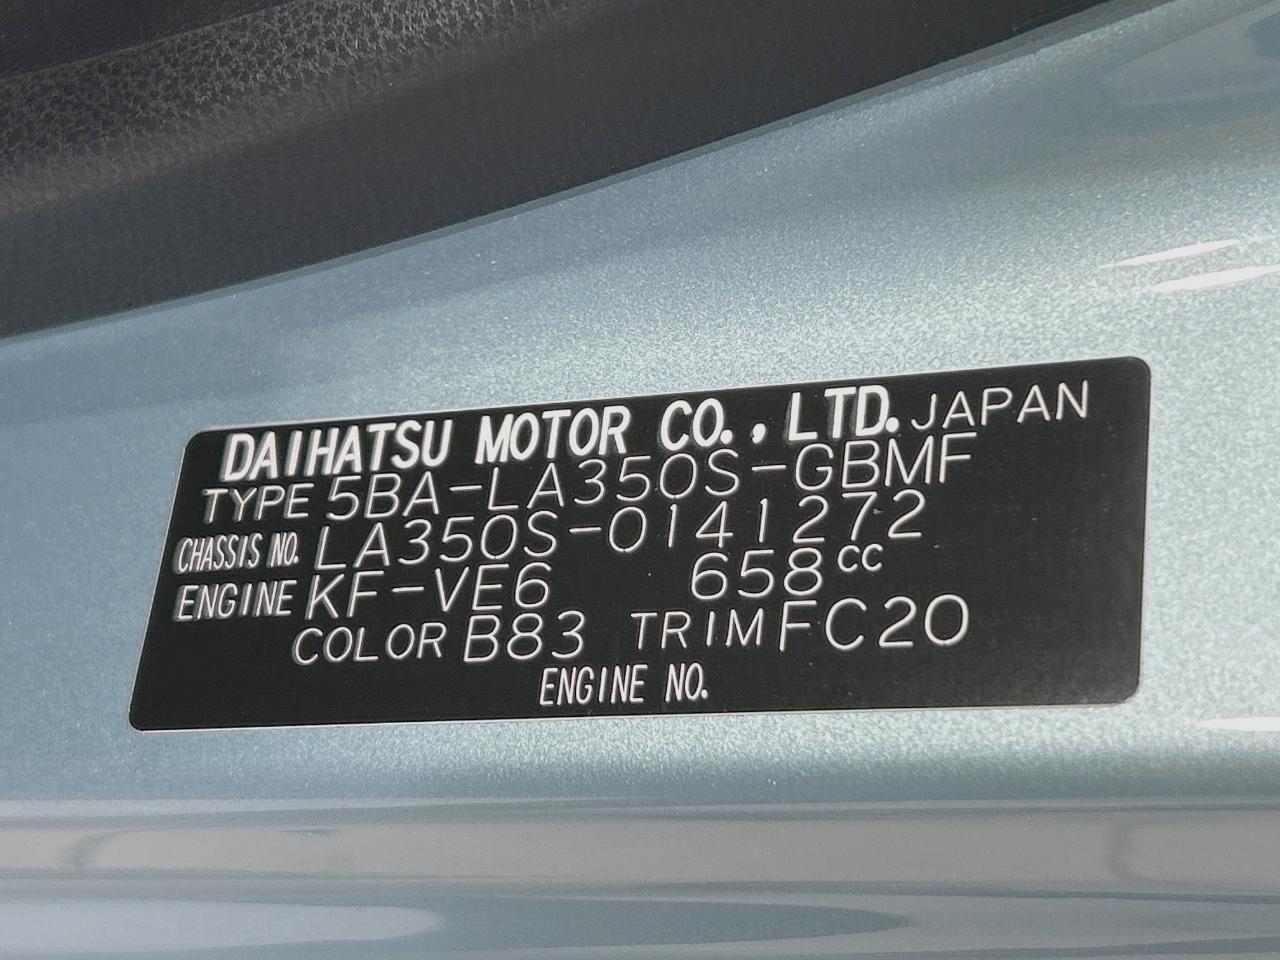 DAIHATSU MOTOR CO., LTD. JAPAN
TYPE 5BA-LA350S-GBMF
CHASSIS NO. LA350S-0141272
ENGINE KF-VE6 658cc
COLOR B83 TRIM FC20
ENGINE NO.